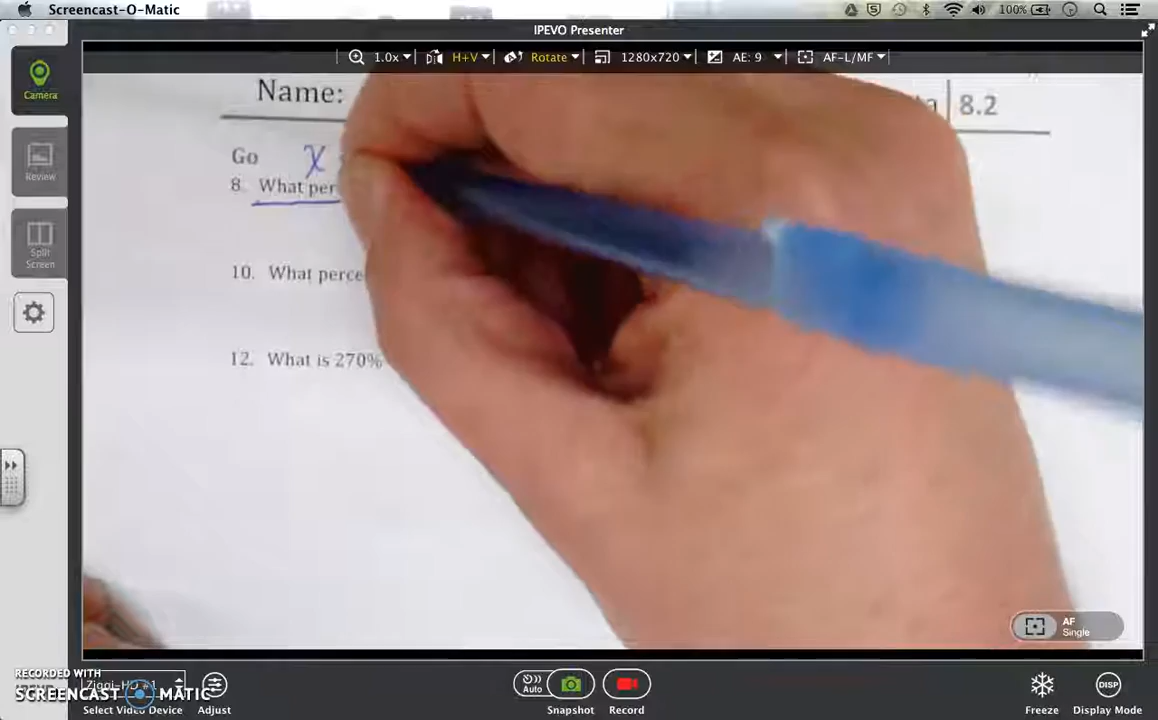 Screencast-O-Matic
100%
IPEVO Presenter
1.0x H+V Rotate 1280x720 AE: 9 AF-L/MF
Camera
Review
Split
Screen
Name:
8.2
Go x
8. What per
10. What perce
12. What is 270%
AF
Single
RECORDED WITH
SCREENCAST MATIC
Select Video Device
Adjust
Auto
Snapshot
Record
Freeze
DISP
Display Mode